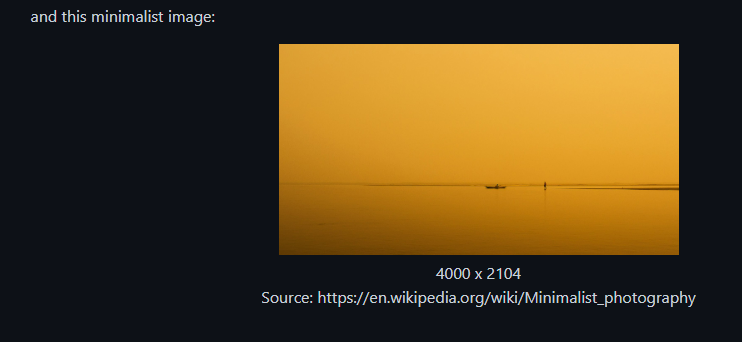 and this minimalist image:
4000 x 2104
Source: https://en.wikipedia.org/wiki/Minimalist_photography